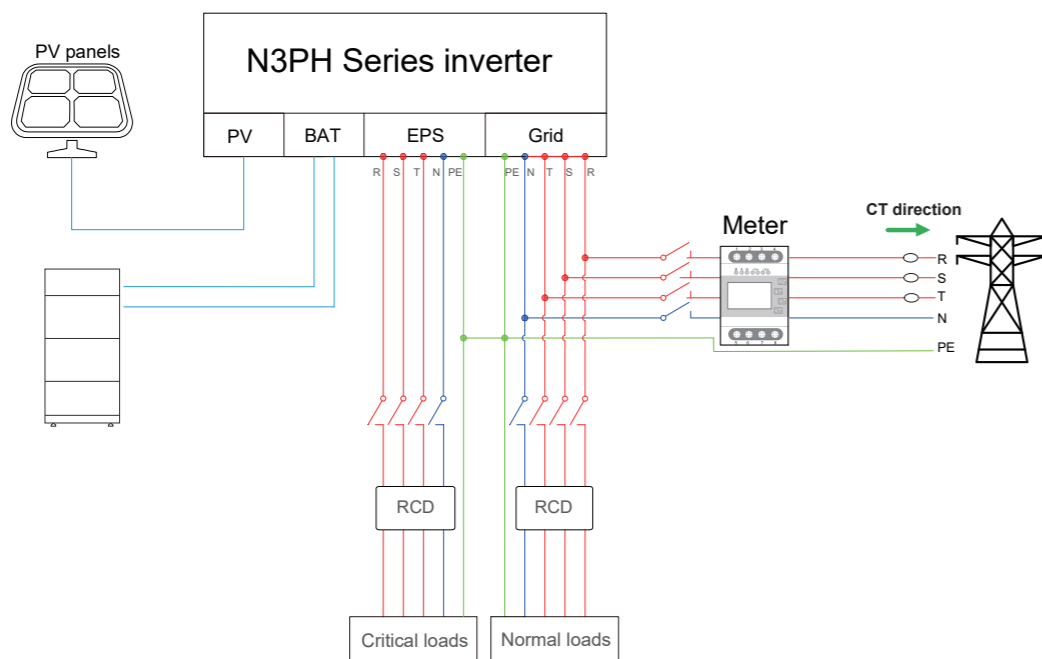 N3PH Series inverter
PV panels
PV
BAT
EPS
Grid
R
S
T
N
PE
PE
N
T
S
R
Meter
CT direction
R
S
T
N
PE
RCD
RCD
Critical loads
Normal loads